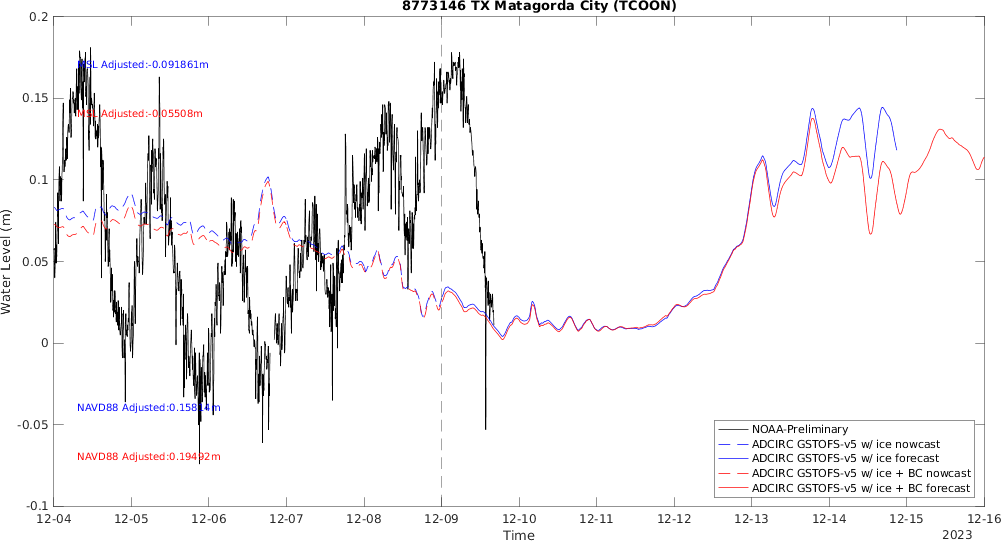 8773146 TX Matagorda City (TCOON)
0.2
0.15
0.1
0.05
0
-0.05
-0.1
Water Level (m)
MSL Adjusted:-0.091861m
MSL Adjusted:-0.05508m
NAVD88 Adjusted:0.15814m
NAVD88 Adjusted:0.19492m
NOAA-Preliminary
ADCIRC GSTOFS-v5 w/ ice nowcast
ADCIRC GSTOFS-v5 w/ ice forecast
ADCIRC GSTOFS-v5 w/ ice + BC nowcast
ADCIRC GSTOFS-v5 w/ ice + BC forecast
12-04 12-05 12-06 12-07 12-08 12-09 12-10 12-11 12-12 12-13 12-14 12-15 12-16
Time
2023